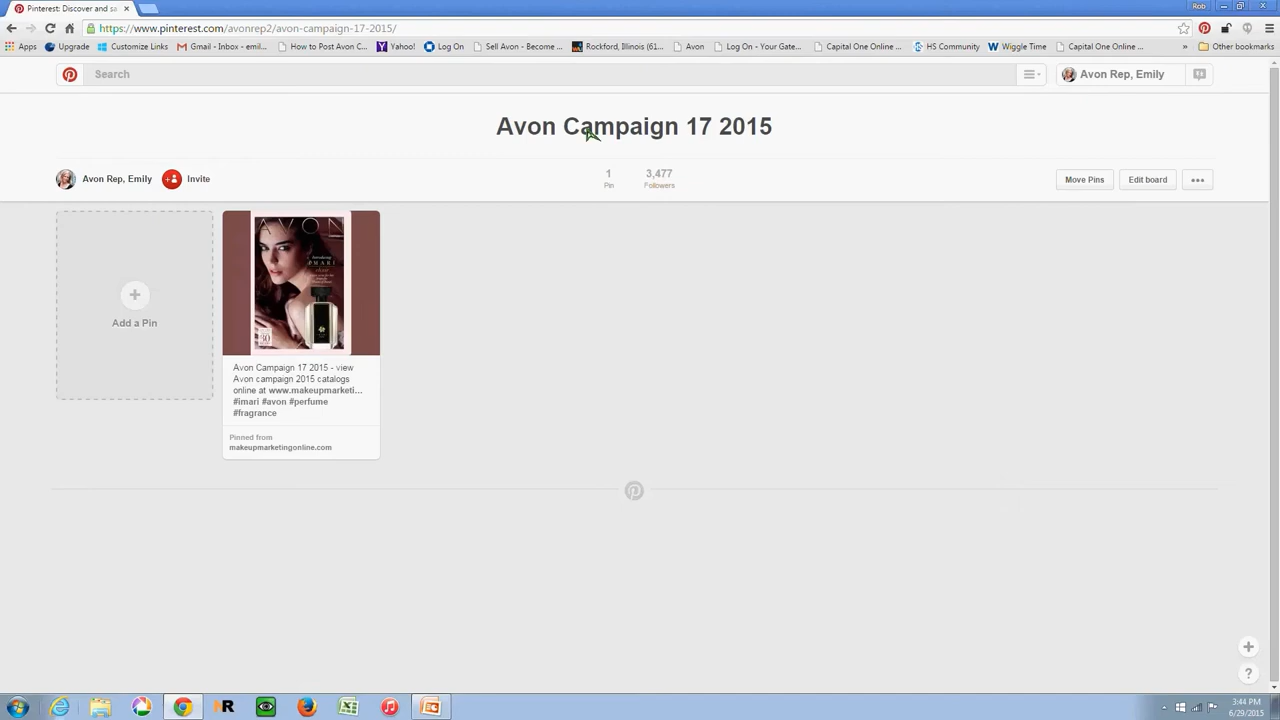 Pinterest: Discover and sa
Rob
https://www.pinterest.com/avonrep2/avon-campaign-17-2015/
Apps
Upgrade
Customize Links
Gmail - Inbox - emil...
How to Post Avon C...
Yahoo!
Log On
Sell Avon - Become ...
Rockford, Illinois (61...
Avon
Log On - Your Gate...
Capital One Online ...
HS Community
Wiggle Time
Capital One Online ...
»
Other bookmarks
Search
Avon Rep, Emily
Avon Campaign 17 2015
Avon Rep, Emily
Invite
1
Pin
3,477
Followers
Move Pins
Edit board
Add a Pin
AVON
Introducing
Avon Campaign 17 2015 - view
Avon campaign 2015 catalogs
online at www.makeupmarketi...
#imari #avon #perfume
#fragrance
Pinned from
makeupmarketingonline.com
+
?
3:44 PM
6/29/2015